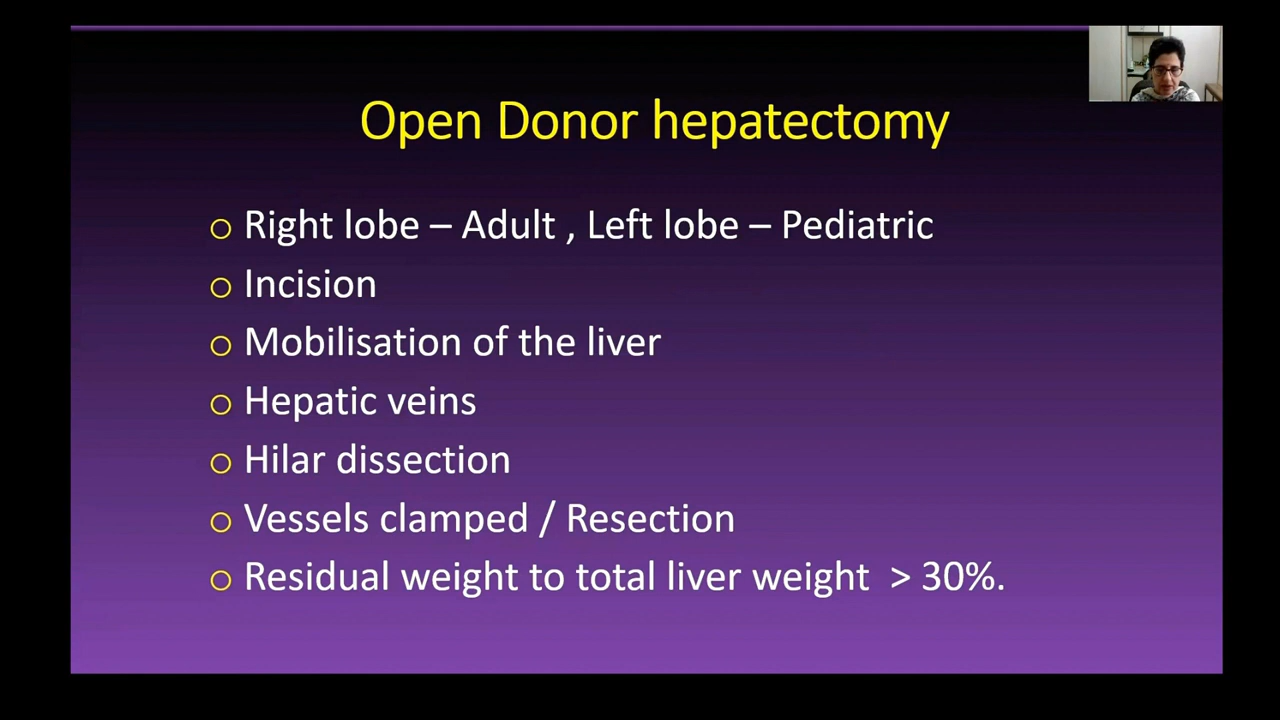 Open Donor hepatectomy
Right lobe – Adult , Left lobe – Pediatric
Incision
Mobilisation of the liver
Hepatic veins
Hilar dissection
Vessels clamped / Resection
Residual weight to total liver weight > 30%.